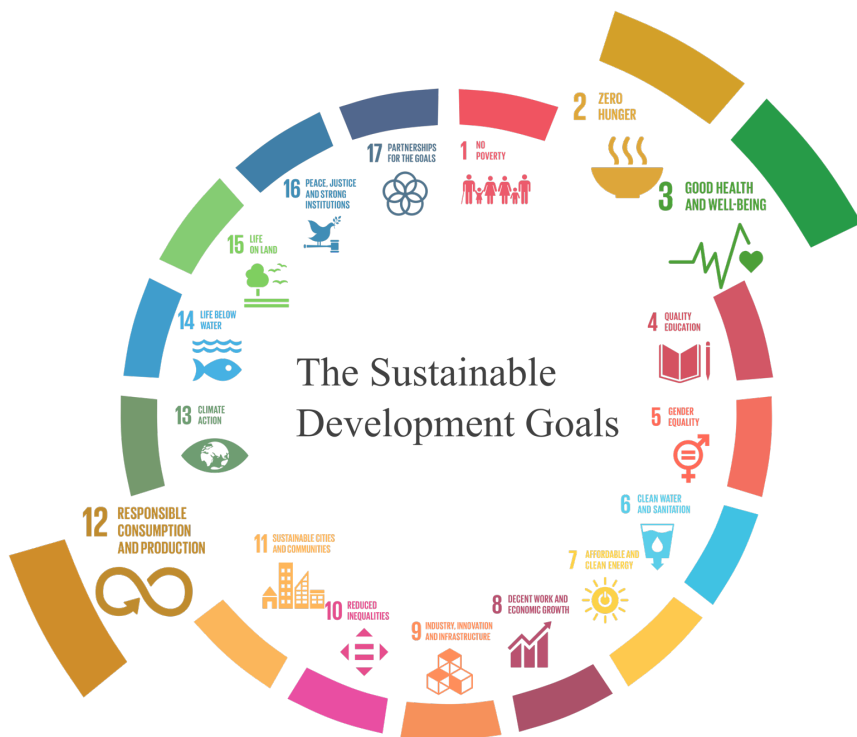 1 NO
POVERTY
2 ZERO
HUNGER
3 GOOD HEALTH
AND WELL-BEING
4 QUALITY
EDUCATION
5 GENDER
EQUALITY
6 CLEAN WATER
AND SANITATION
7 AFFORDABLE AND
CLEAN ENERGY
8 DECENT WORK AND
ECONOMIC GROWTH
9 INDUSTRY, INNOVATION
AND INFRASTRUCTURE
10 REDUCED
INEQUALITIES
11 SUSTAINABLE CITIES
AND COMMUNITIES
12 RESPONSIBLE
CONSUMPTION
AND PRODUCTION
13 CLIMATE
ACTION
14 LIFE BELOW
WATER
15 LIFE
ON LAND
16 PEACE, JUSTICE
AND STRONG
INSTITUTIONS
17 PARTNERSHIPS
FOR THE GOALS
The Sustainable
Development Goals